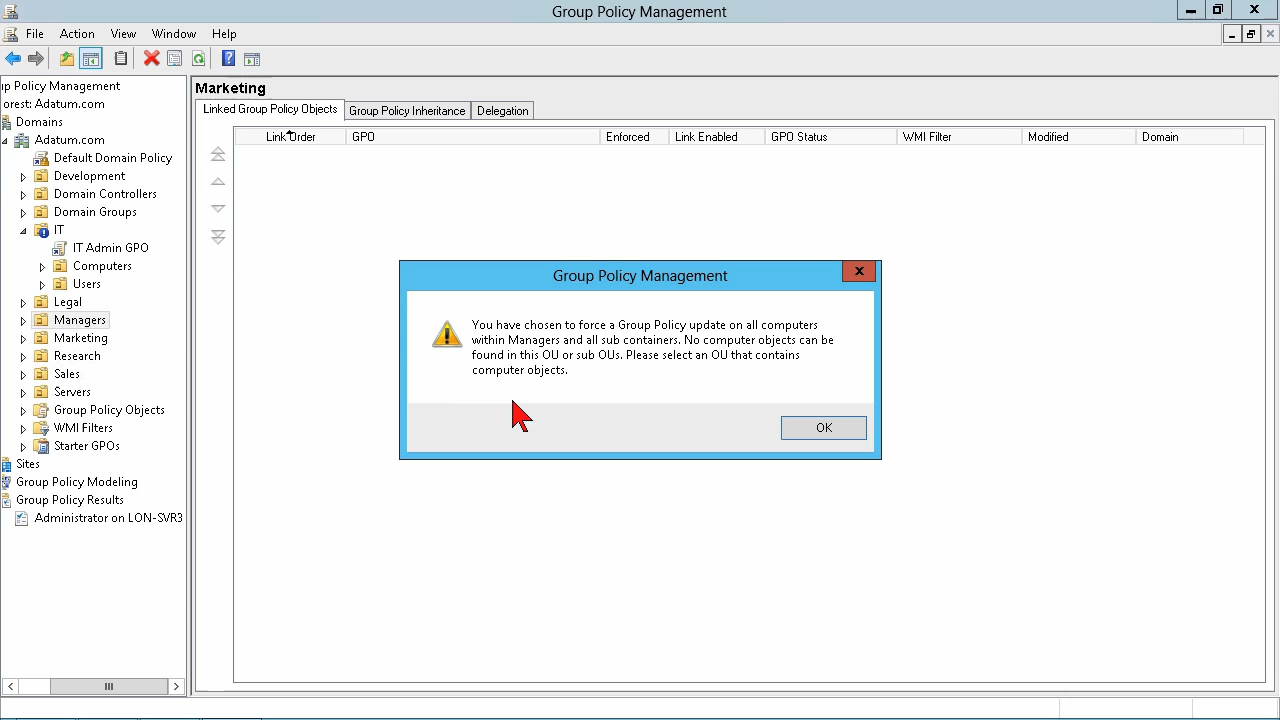 Group Policy Management
File Action View Window Help
p Policy Management
orest: Adatum.com
Domains
Adatum.com
Default Domain Policy
Development
Domain Controllers
Domain Groups
IT
IT Admin GPO
Computers
Users
Legal
Managers
Marketing
Research
Sales
Servers
Group Policy Objects
WMI Filters
Starter GPOs
Sites
Group Policy Modeling
Group Policy Results
Administrator on LON-SVR3
Marketing
Linked Group Policy Objects Group Policy Inheritance Delegation
Link Order GPO Enforced Link Enabled GPO Status WMI Filter Modified Domain
Group Policy Management
You have chosen to force a Group Policy update on all computers
within Managers and all sub containers. No computer objects can be
found in this OU or sub OUs. Please select an OU that contains
computer objects.
OK